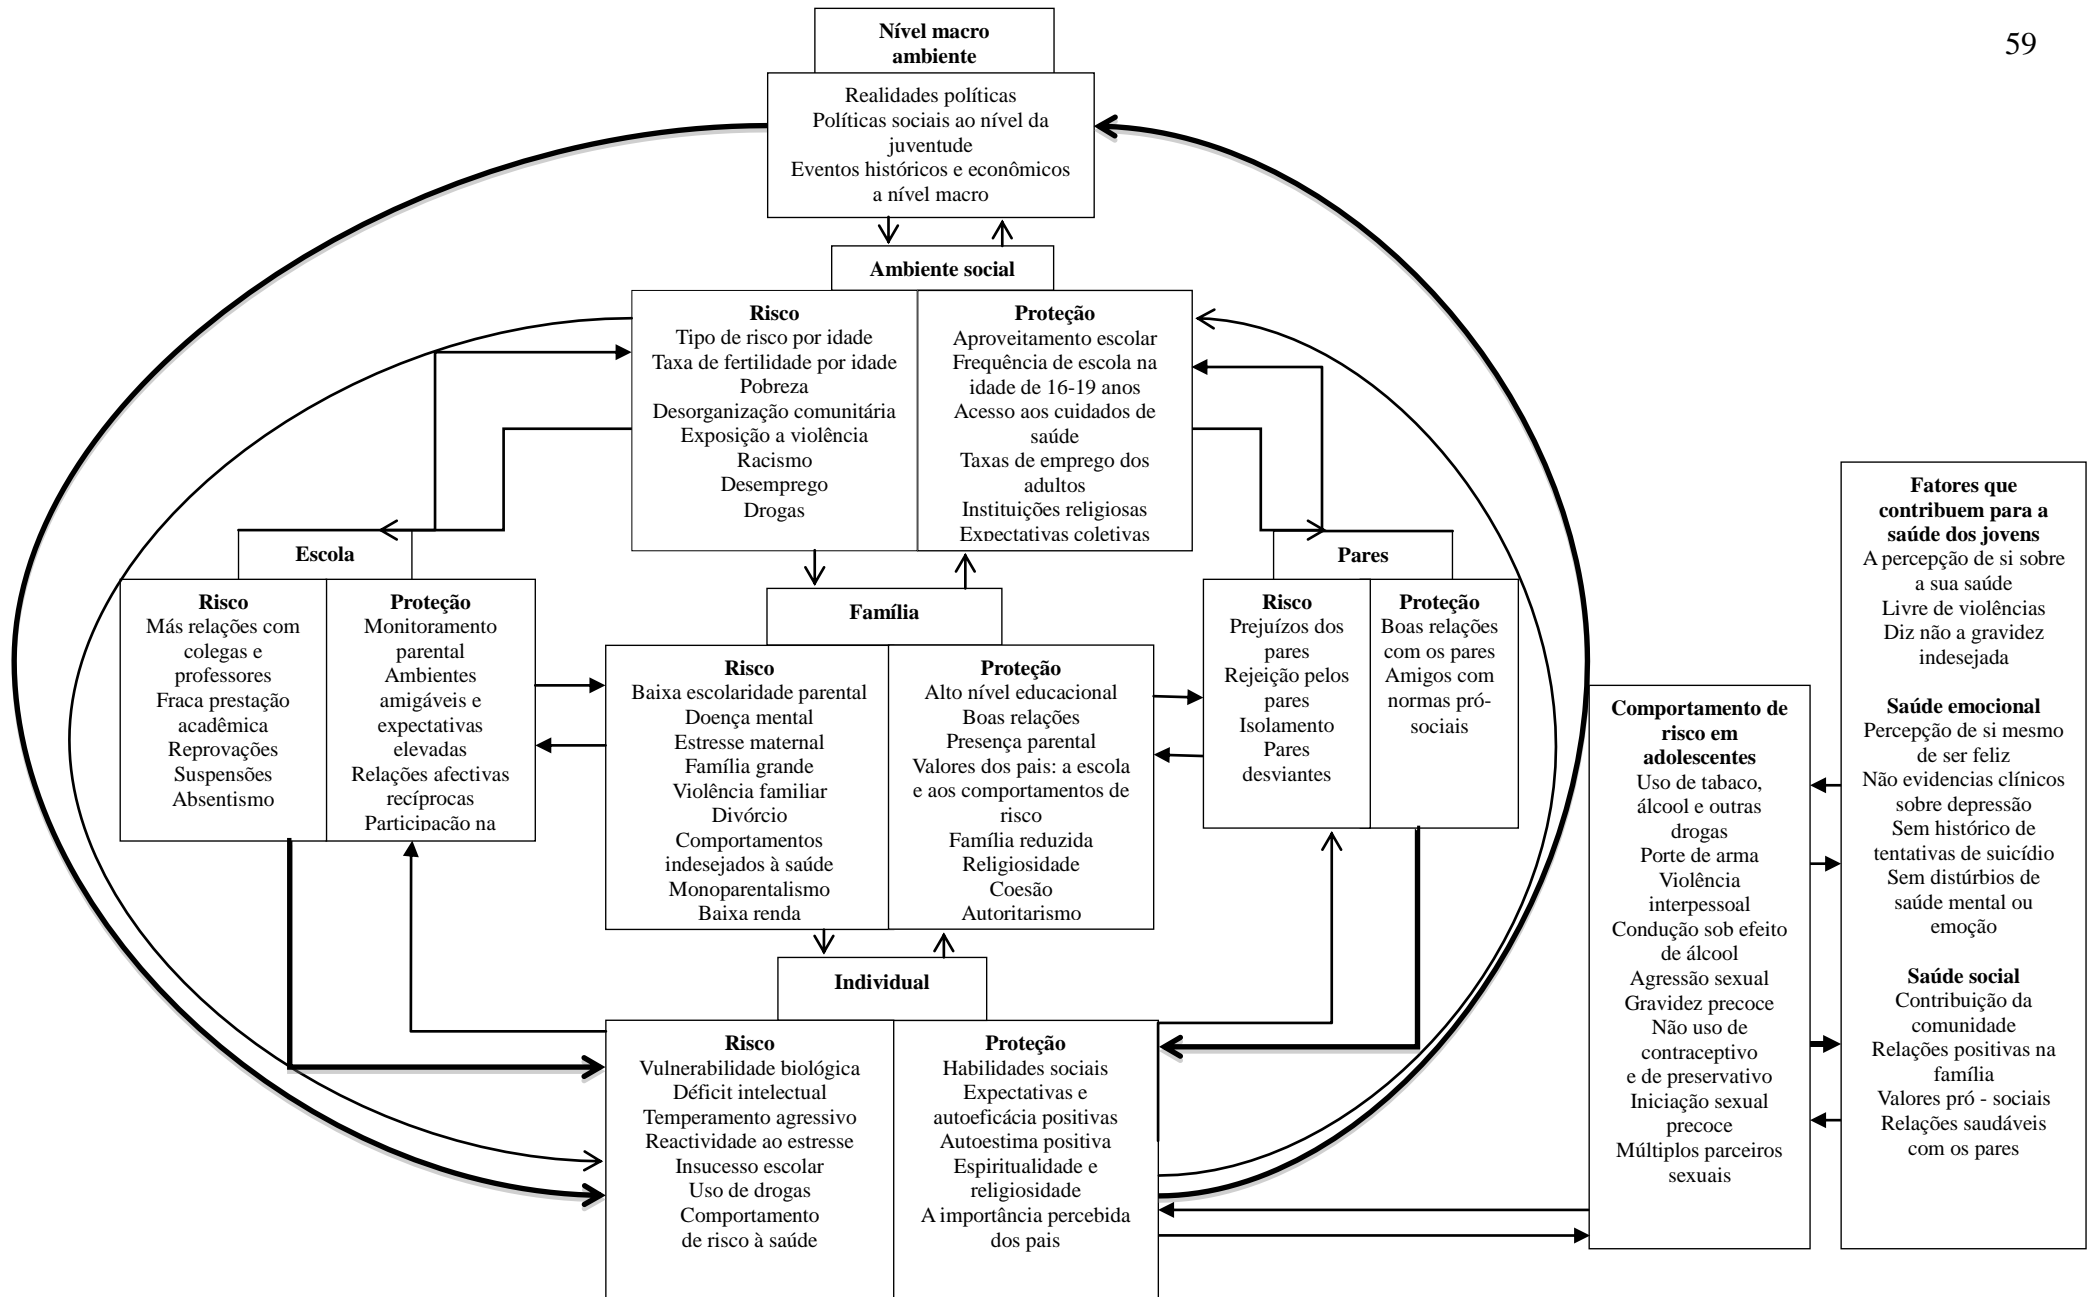 59
Nível macro
ambiente
Realidades políticas
Políticas sociais ao nível da
juventude
Eventos históricos e econômicos
a nível macro
Ambiente social
Risco
Tipo de risco por idade
Taxa de fertilidade por idade
Pobreza
Desorganização comunitária
Exposição a violência
Racismo
Desemprego
Drogas
Proteção
Aproveitamento escolar
Frequência de escola na
idade de 16-19 anos
Acesso aos cuidados de
saúde
Taxas de emprego dos
adultos
Instituições religiosas
Expectativas coletivas
Escola
Risco
Más relações com
colegas e
professores
Fraca prestação
acadêmica
Reprovações
Suspensões
Absentismo
Proteção
Monitoramento
parental
Ambientes
amigáveis e
expectativas
elevadas
Relações afectivas
recíprocas
Participação na
Família
Risco
Baixa escolaridade parental
Doença mental
Estresse maternal
Família grande
Violência familiar
Divórcio
Comportamentos
indesejados à saúde
Monoparentalismo
Baixa renda
Proteção
Alto nível educacional
Boas relações
Presença parental
Valores dos pais: a escola
e aos comportamentos de
risco
Família reduzida
Religiosidade
Coesão
Autoritarismo
Pares
Risco
Prejuízos dos
pares
Rejeição pelos
pares
Isolamento
Pares
desviantes
Proteção
Boas relações
com os pares
Amigos com
normas pró-
sociais
Individual
Risco
Vulnerabilidade biológica
Déficit intelectual
Temperamento agressivo
Reactividade ao estresse
Insucesso escolar
Uso de drogas
Comportamento
de risco à saúde
Proteção
Habilidades sociais
Expectativas e
autoeficácia positivas
Autoestima positiva
Espiritualidade e
religiosidade
A importância percebida
dos pais
Comportamento de
risco em
adolescentes
Uso de tabaco,
álcool e outras
drogas
Porte de arma
Violência
interpessoal
Condução sob efeito
de álcool
Agressão sexual
Gravidez precoce
Não uso de
contraceptivo
e de preservativo
Iniciação sexual
precoce
Múltiplos parceiros
sexuais
Fatores que
contribuem para a
saúde dos jovens
A percepção de si sobre
a sua saúde
Livre de violências
Diz não a gravidez
indesejada
Saúde emocional
Percepção de si mesmo
de ser feliz
Não evidencias clínicos
sobre depressão
Sem histórico de
tentativas de suicídio
Sem distúrbios de
saúde mental ou
emoção
Saúde social
Contribuição da
comunidade
Relações positivas na
família
Valores pró - sociais
Relações saudáveis
com os pares